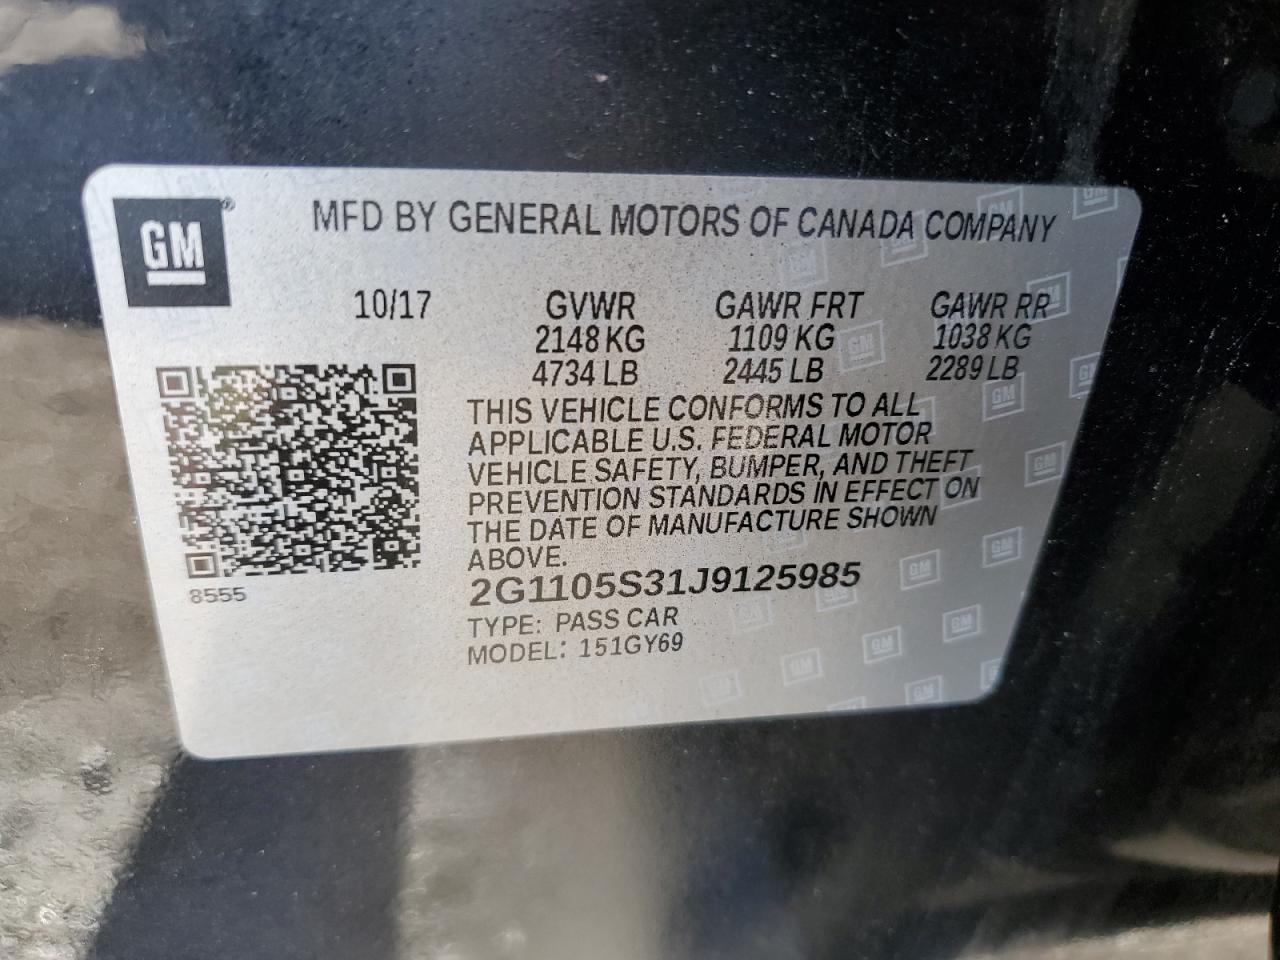 GM®
MFD BY GENERAL MOTORS OF CANADA COMPANY
10/17 GVWR GAWR FRT GAWR RR
2148 KG 1109 KG 1038 KG
4734 LB 2445 LB 2289 LB
THIS VEHICLE CONFORMS TO ALL
APPLICABLE U.S. FEDERAL MOTOR
VEHICLE SAFETY, BUMPER, AND THEFT
PREVENTION STANDARDS IN EFFECT ON
THE DATE OF MANUFACTURE SHOWN
ABOVE.
8555
2G1105S31J9125985
TYPE: PASS CAR
MODEL: 151GY69